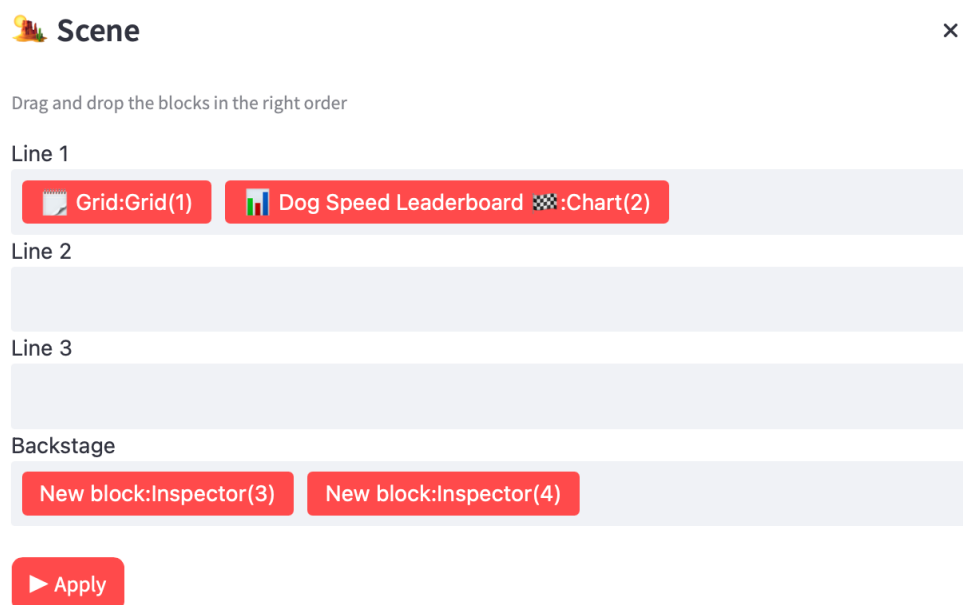 🏜️ Scene ×
Drag and drop the blocks in the right order
Line 1
🗒️ Grid:Grid(1) 📊 Dog Speed Leaderboard 🏁:Chart(2)
Line 2
Line 3
Backstage
New block:Inspector(3) New block:Inspector(4)
▶ Apply